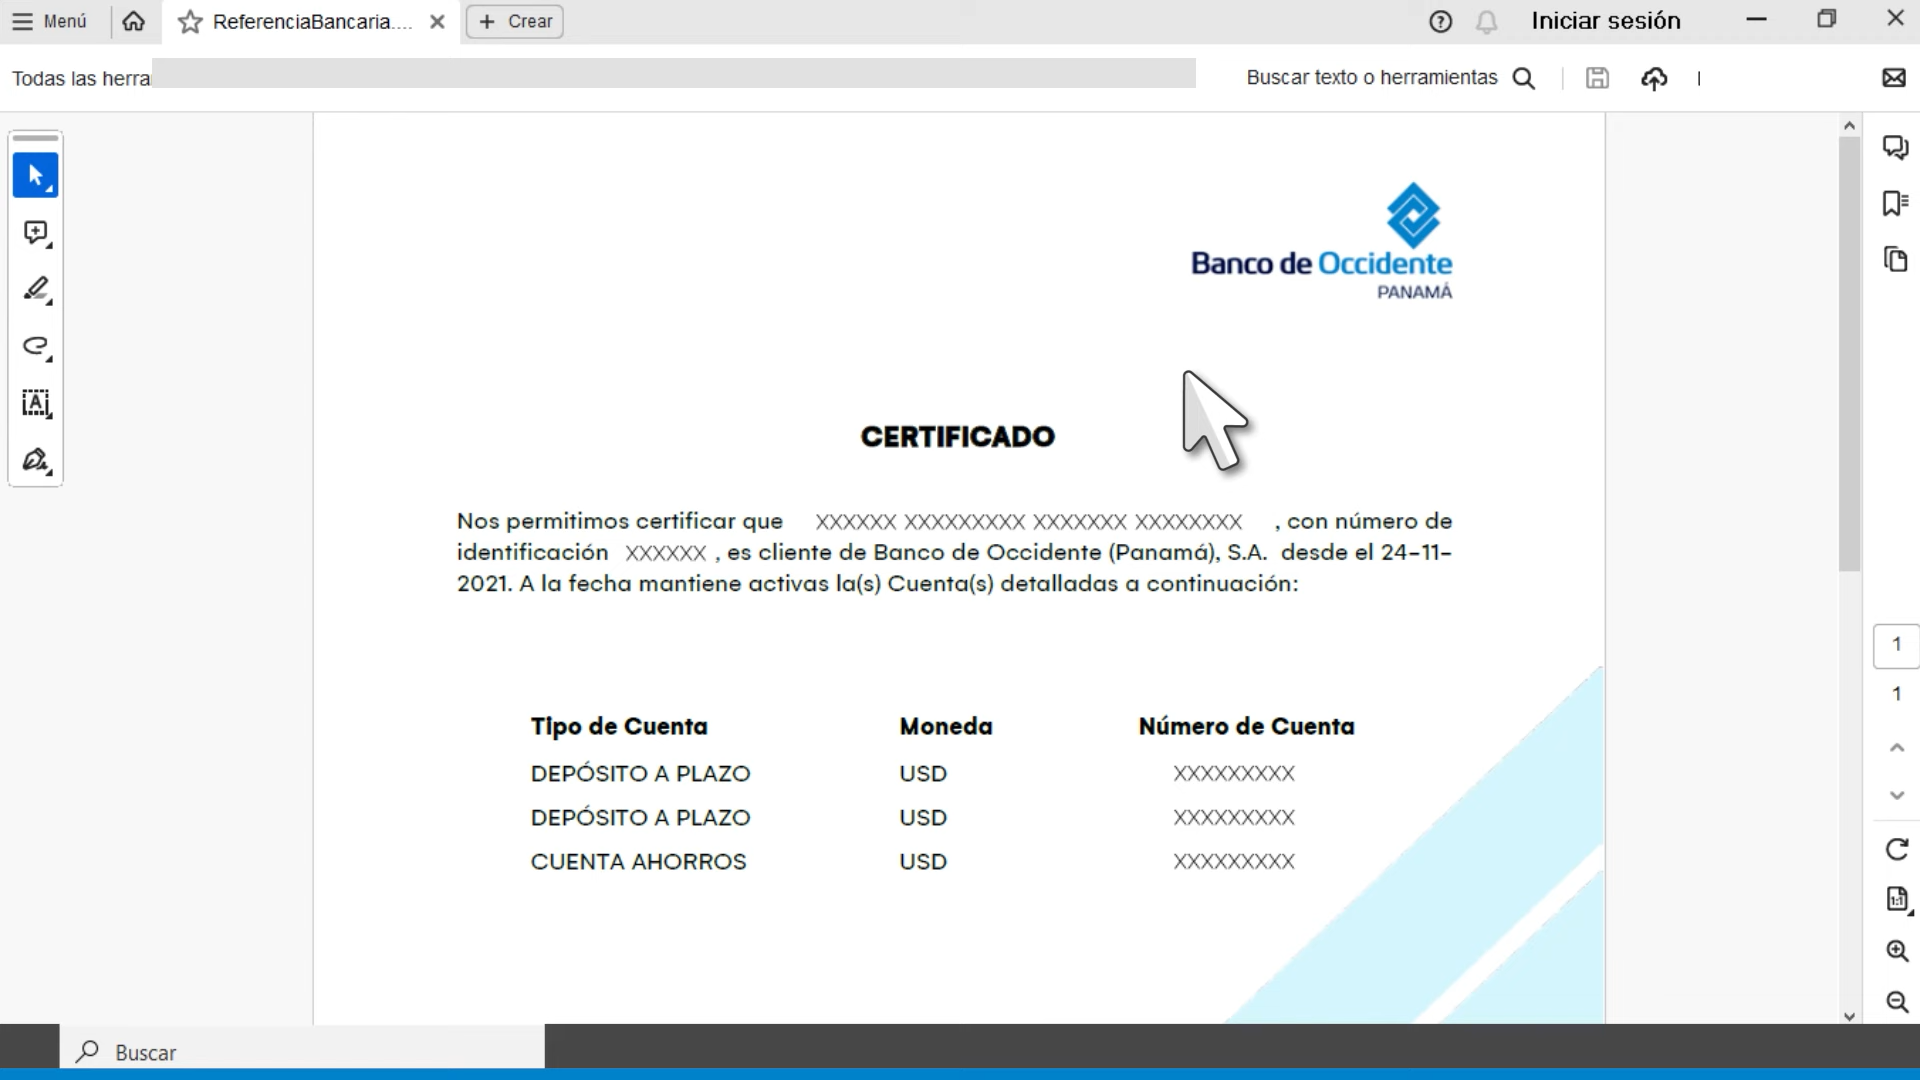 Menú
ReferenciaBancaria....
Crear
Iniciar sesión
Todas las herra
Buscar texto o herramientas
Banco de Occidente
PANAMÁ
CERTIFICADO
Nos permitimos certificar que XXXXXX XXXXXXXXX XXXXXXX XXXXXXXX , con número de
identificación XXXXXX , es cliente de Banco de Occidente (Panamá), S.A. desde el 24-11-
2021. A la fecha mantiene activas la(s) Cuenta(s) detalladas a continuación:
Tipo de Cuenta Moneda Número de Cuenta
DEPÓSITO A PLAZO USD XXXXXXXXX
DEPÓSITO A PLAZO USD XXXXXXXXX
CUENTA AHORROS USD XXXXXXXXX
1
1
Buscar